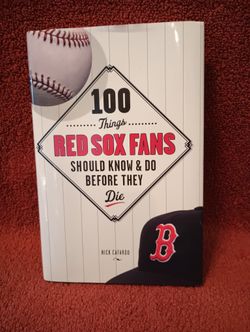 100
Things
RED SOX FANS
SHOULD KNOW & DO
BEFORE THEY
Die
B
NICK CAFARDO